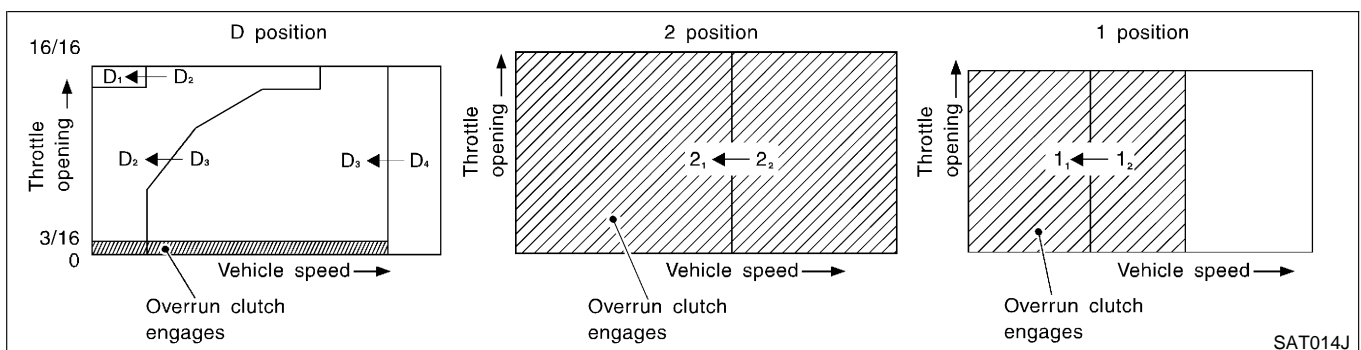 D position
16/16
D₁ ← D₂
Throttle
opening →
D₂ ← D₃
D₃ ← D₄
3/16
0
Vehicle speed →
Overrun clutch
engages
2 position
Throttle
opening →
2₁ ← 2₂
Vehicle speed →
Overrun clutch
engages
1 position
Throttle
opening →
1₁ ← 1₂
Vehicle speed →
Overrun clutch
engages
SAT014J